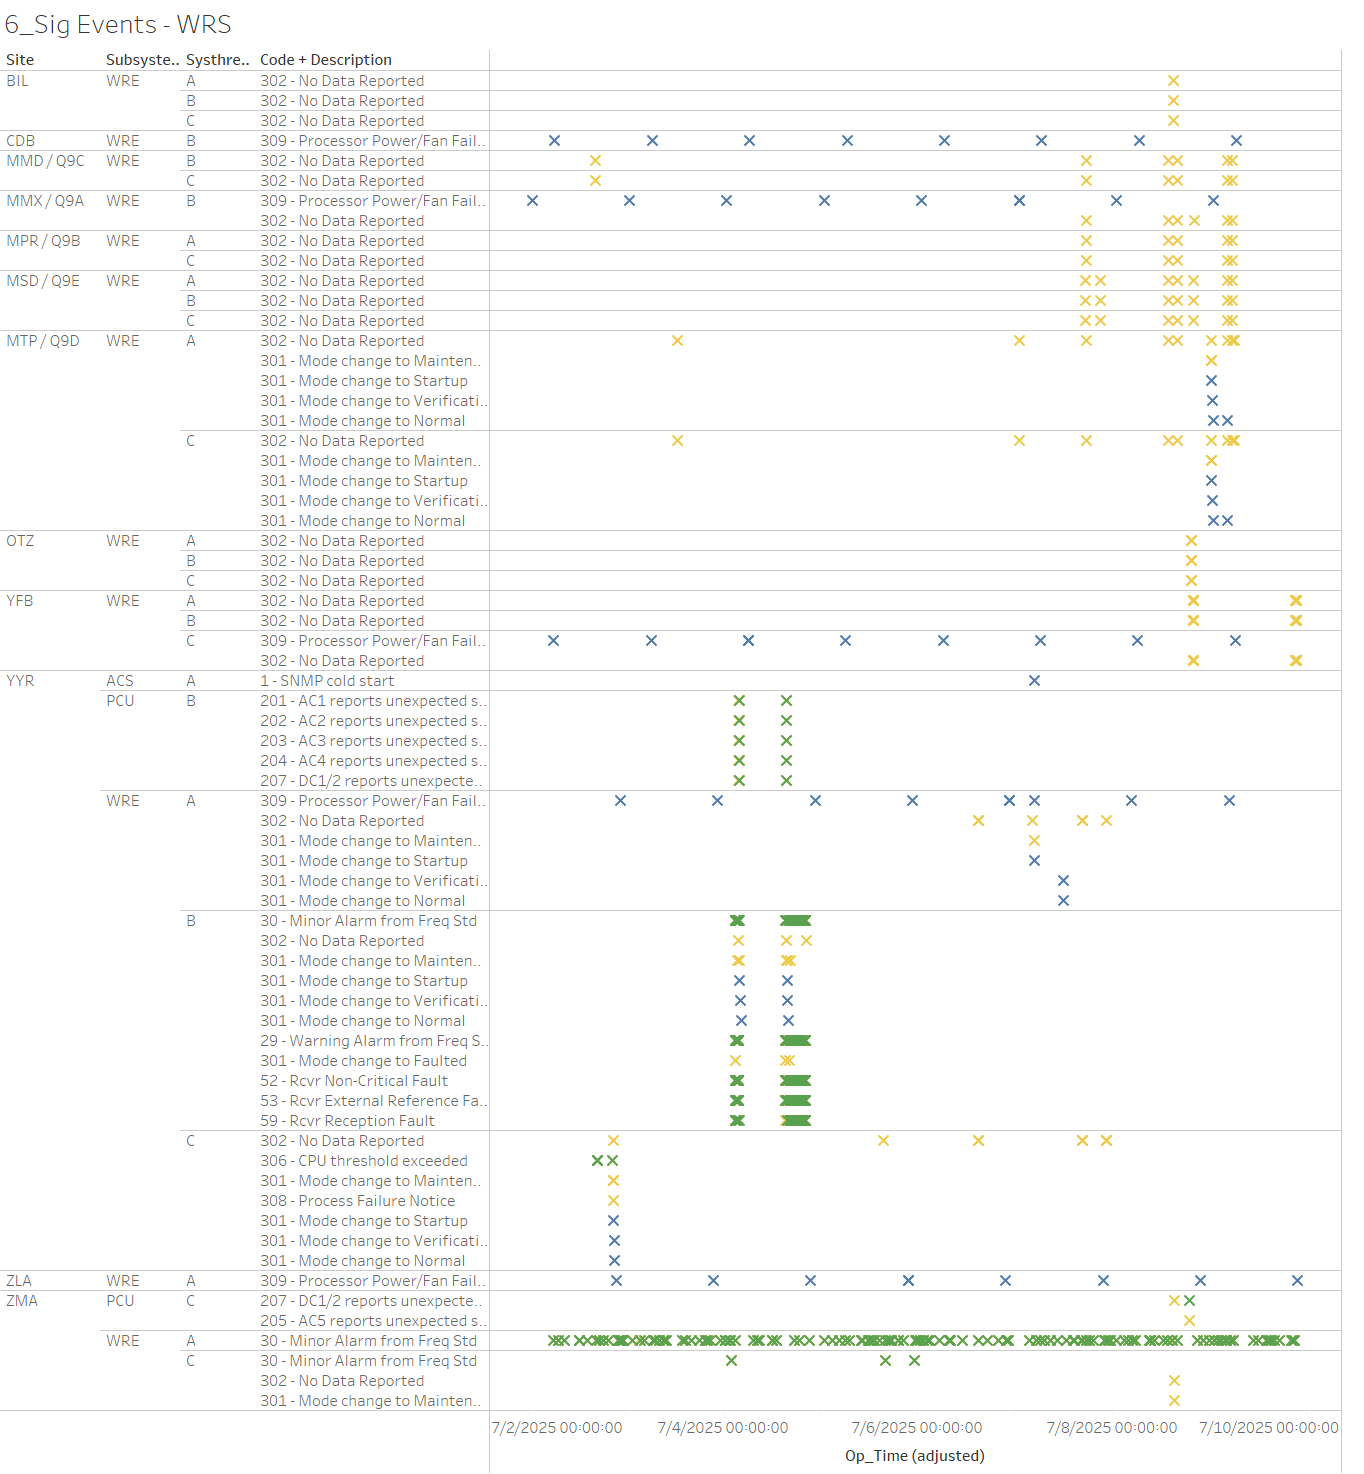 6_Sig Events - WRS
Site Subsyste.. Systhre.. Code + Description
BIL WRE A 302 - No Data Reported
B 302 - No Data Reported
C 302 - No Data Reported
CDB WRE B 309 - Processor Power/Fan Fail..
MMD / Q9C WRE B 302 - No Data Reported
C 302 - No Data Reported
MMX / Q9A WRE B 309 - Processor Power/Fan Fail..
302 - No Data Reported
MPR / Q9B WRE A 302 - No Data Reported
C 302 - No Data Reported
MSD / Q9E WRE A 302 - No Data Reported
B 302 - No Data Reported
C 302 - No Data Reported
MTP / Q9D WRE A 302 - No Data Reported
301 - Mode change to Mainten..
301 - Mode change to Startup
301 - Mode change to Verificati..
301 - Mode change to Normal
C 302 - No Data Reported
301 - Mode change to Mainten..
301 - Mode change to Startup
301 - Mode change to Verificati..
301 - Mode change to Normal
OTZ WRE A 302 - No Data Reported
B 302 - No Data Reported
C 302 - No Data Reported
YFB WRE A 302 - No Data Reported
B 302 - No Data Reported
C 309 - Processor Power/Fan Fail..
302 - No Data Reported
YYR ACS A 1 - SNMP cold start
PCU B 201 - AC1 reports unexpected s..
202 - AC2 reports unexpected s..
203 - AC3 reports unexpected s..
204 - AC4 reports unexpected s..
207 - DC1/2 reports unexpecte..
WRE A 309 - Processor Power/Fan Fail..
302 - No Data Reported
301 - Mode change to Mainten..
301 - Mode change to Startup
301 - Mode change to Verificati..
301 - Mode change to Normal
B 30 - Minor Alarm from Freq Std
302 - No Data Reported
301 - Mode change to Mainten..
301 - Mode change to Startup
301 - Mode change to Verificati..
301 - Mode change to Normal
29 - Warning Alarm from Freq S..
301 - Mode change to Faulted
52 - Rcvr Non-Critical Fault
53 - Rcvr External Reference Fa..
59 - Rcvr Reception Fault
C 302 - No Data Reported
306 - CPU threshold exceeded
301 - Mode change to Mainten..
308 - Process Failure Notice
301 - Mode change to Startup
301 - Mode change to Verificati..
301 - Mode change to Normal
ZLA WRE A 309 - Processor Power/Fan Fail..
ZMA PCU C 207 - DC1/2 reports unexpecte..
205 - AC5 reports unexpected s..
WRE A 30 - Minor Alarm from Freq Std
C 30 - Minor Alarm from Freq Std
302 - No Data Reported
301 - Mode change to Mainten..
7/2/2025 00:00:00 7/4/2025 00:00:00 7/6/2025 00:00:00 7/8/2025 00:00:00 7/10/2025 00:00:00
Op_Time (adjusted)